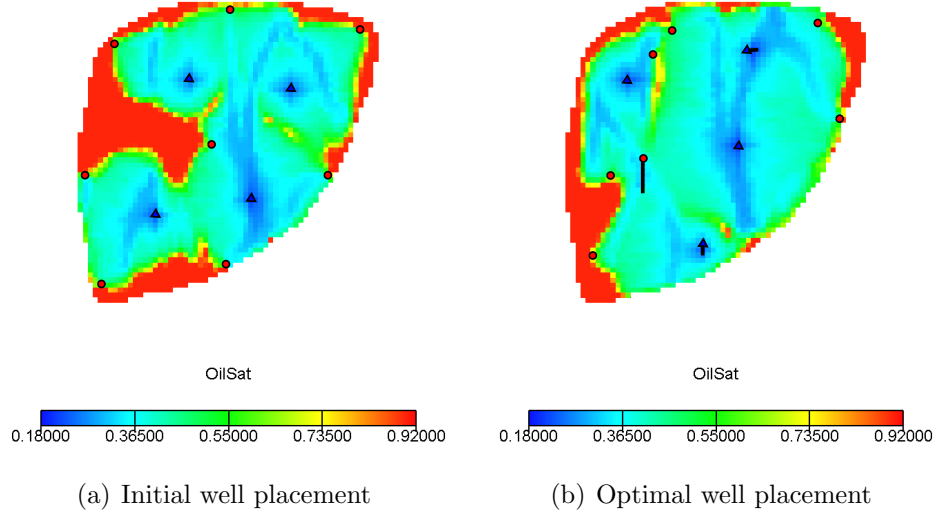 OilSat OilSat
0.18000 0.36500 0.55000 0.73500 0.92000 0.18000 0.36500 0.55000 0.73500 0.92000
(a) Initial well placement (b) Optimal well placement